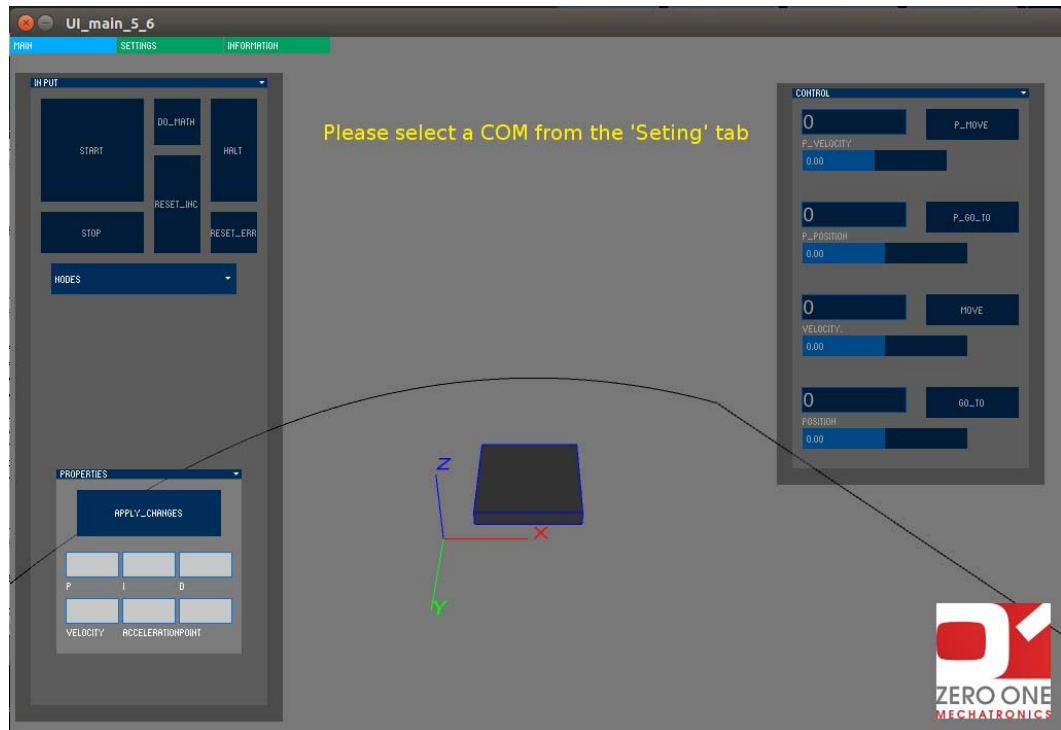 UI_main_5_6
MAIN SETTINGS INFORMATION
INPUT
START
DO_MATH
HALT
RESET_INC
STOP
RESET_ERR
NODES
PROPERTIES
APPLY_CHANGES
P I D
VELOCITY ACCELERATIONPOINT
Please select a COM from the 'Seting' tab
Z
X
Y
CONTROL
0 P_MOVE
P_VELOCITY
0.00
0 P_GO_TO
P_POSITION
0.00
0 MOVE
VELOCITY.
0.00
0 GO_TO
POSITION
0.00
01
ZERO ONE
MECHATRONICS